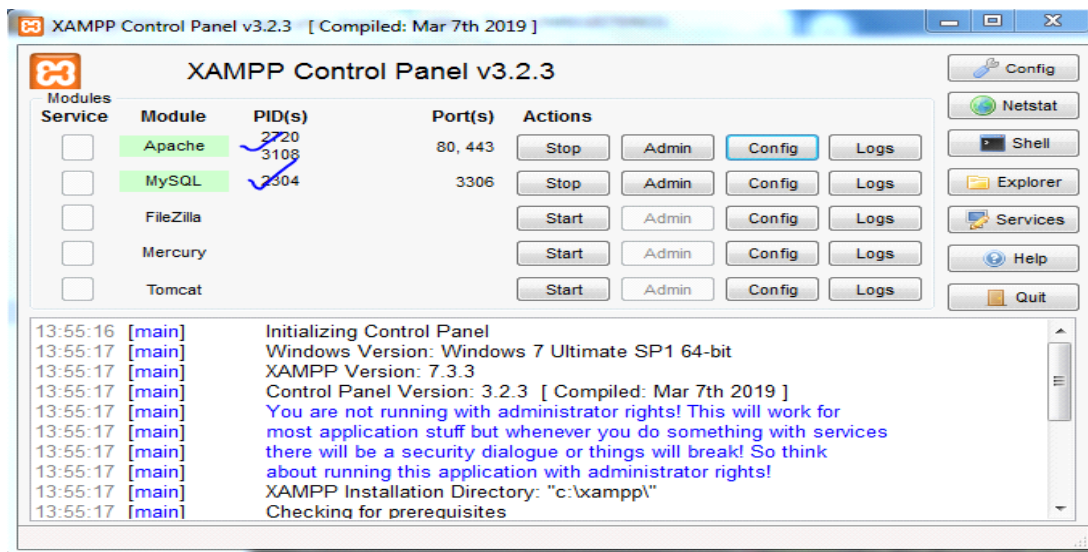 XAMPP Control Panel v3.2.3 [ Compiled: Mar 7th 2019 ]
XAMPP Control Panel v3.2.3
Config
Modules
Service Module PID(s) Port(s) Actions
Netstat
Apache 2720 3108 80, 443 Stop Admin Config Logs
Shell
MySQL 2304 3306 Stop Admin Config Logs
Explorer
FileZilla Start Admin Config Logs
Services
Mercury Start Admin Config Logs
Help
Tomcat Start Admin Config Logs
Quit
13:55:16 [main] Initializing Control Panel
13:55:17 [main] Windows Version: Windows 7 Ultimate SP1 64-bit
13:55:17 [main] XAMPP Version: 7.3.3
13:55:17 [main] Control Panel Version: 3.2.3 [ Compiled: Mar 7th 2019 ]
13:55:17 [main] You are not running with administrator rights! This will work for
13:55:17 [main] most application stuff but whenever you do something with services
13:55:17 [main] there will be a security dialogue or things will break! So think
13:55:17 [main] about running this application with administrator rights!
13:55:17 [main] XAMPP Installation Directory: "c:\xampp\"
13:55:17 [main] Checking for prerequisites